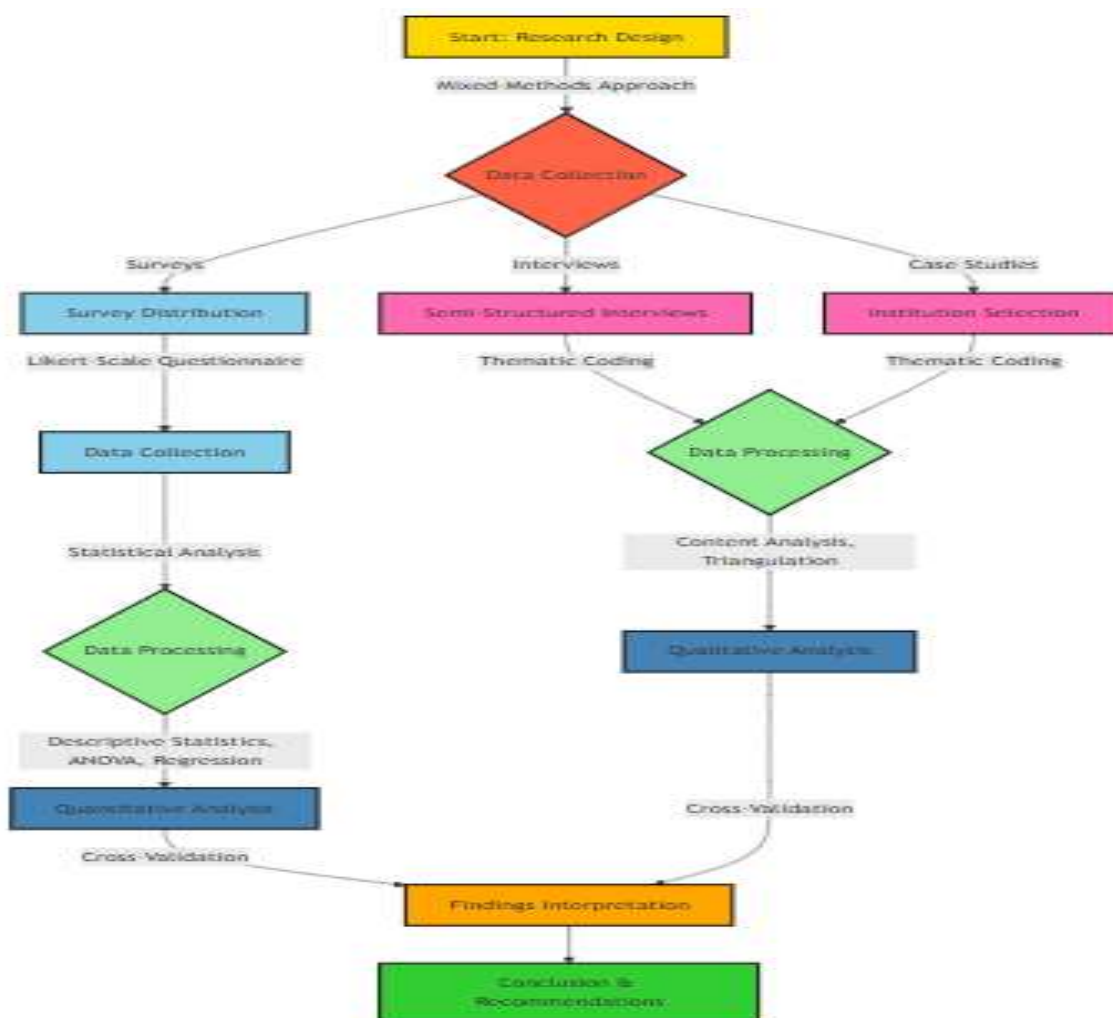 Start: Research Design
Mixed-Methods Approach
Data Collection
Surveys
Interviews
Case Studies
Survey Distribution
Semi-Structured Interviews
Institution Selection
Likert-Scale Questionnaire
Thematic Coding
Thematic Coding
Data Collection
Data Processing
Statistical Analysis
Content Analysis,
Triangulation
Data Processing
Qualitative Analysis
Descriptive Statistics,
ANOVA, Regression
Quantitative Analysis
Cross-Validation
Cross-Validation
Findings Interpretation
Conclusion &
Recommendations